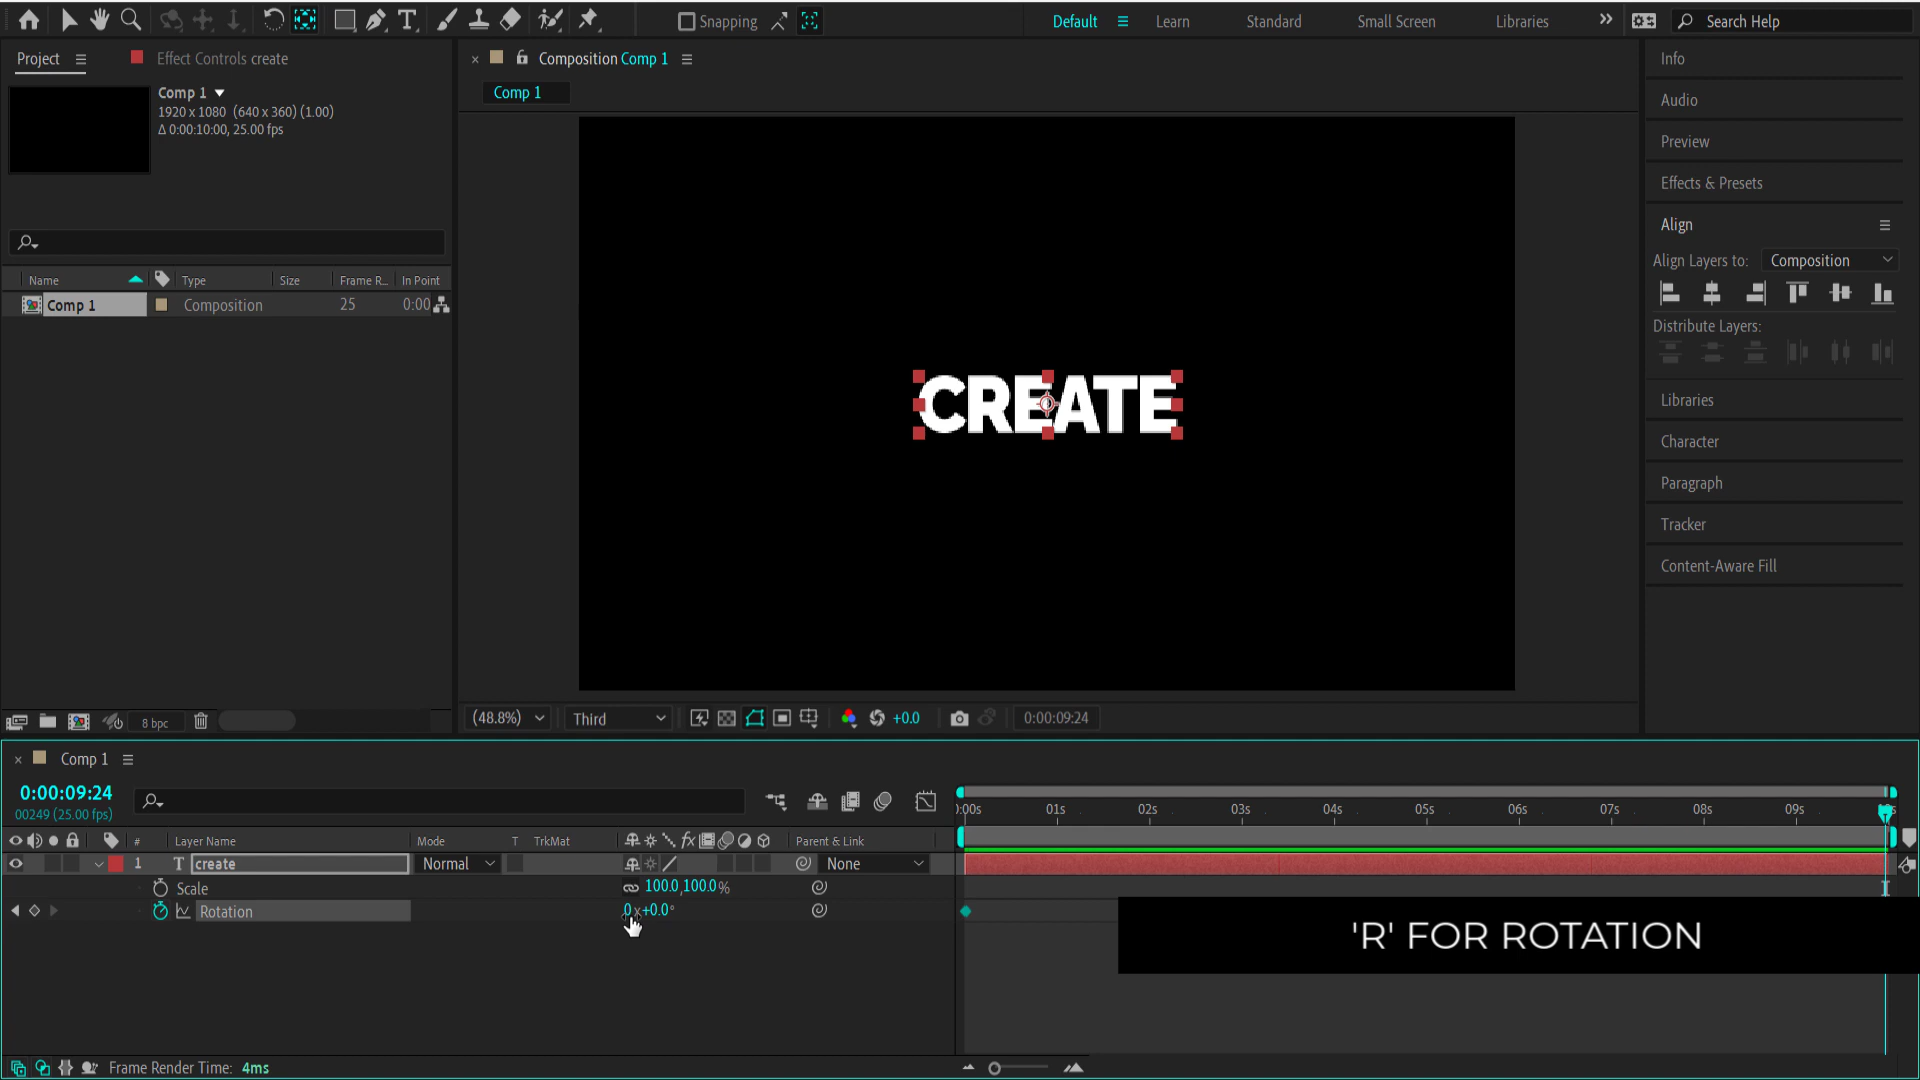 Snapping
Default
Learn
Standard
Small Screen
Libraries
Search Help
Project
Effect Controls create
Comp 1
1920 x 1080 (640 x 360) (1.00)
Δ 0:00:10:00, 25.00 fps
Name
Type
Size
Frame R...
In Point
Comp 1
Composition
25
0:00
8 bpc
Composition Comp 1
Comp 1
CREATE
(48.8%)
Third
+0.0
0:00:09:24
Info
Audio
Preview
Effects & Presets
Align
Align Layers to:
Composition
Distribute Layers:
Libraries
Character
Paragraph
Tracker
Content-Aware Fill
Comp 1
0:00:09:24
00249 (25.00 fps)
:00s
01s
02s
03s
04s
05s
06s
07s
08s
09s
#
Layer Name
Mode
T
TrkMat
fx
Parent & Link
1
T
create
Normal
None
Scale
100.0,100.0%
Rotation
0x+0.0°
'R' FOR ROTATION
Frame Render Time: 4ms